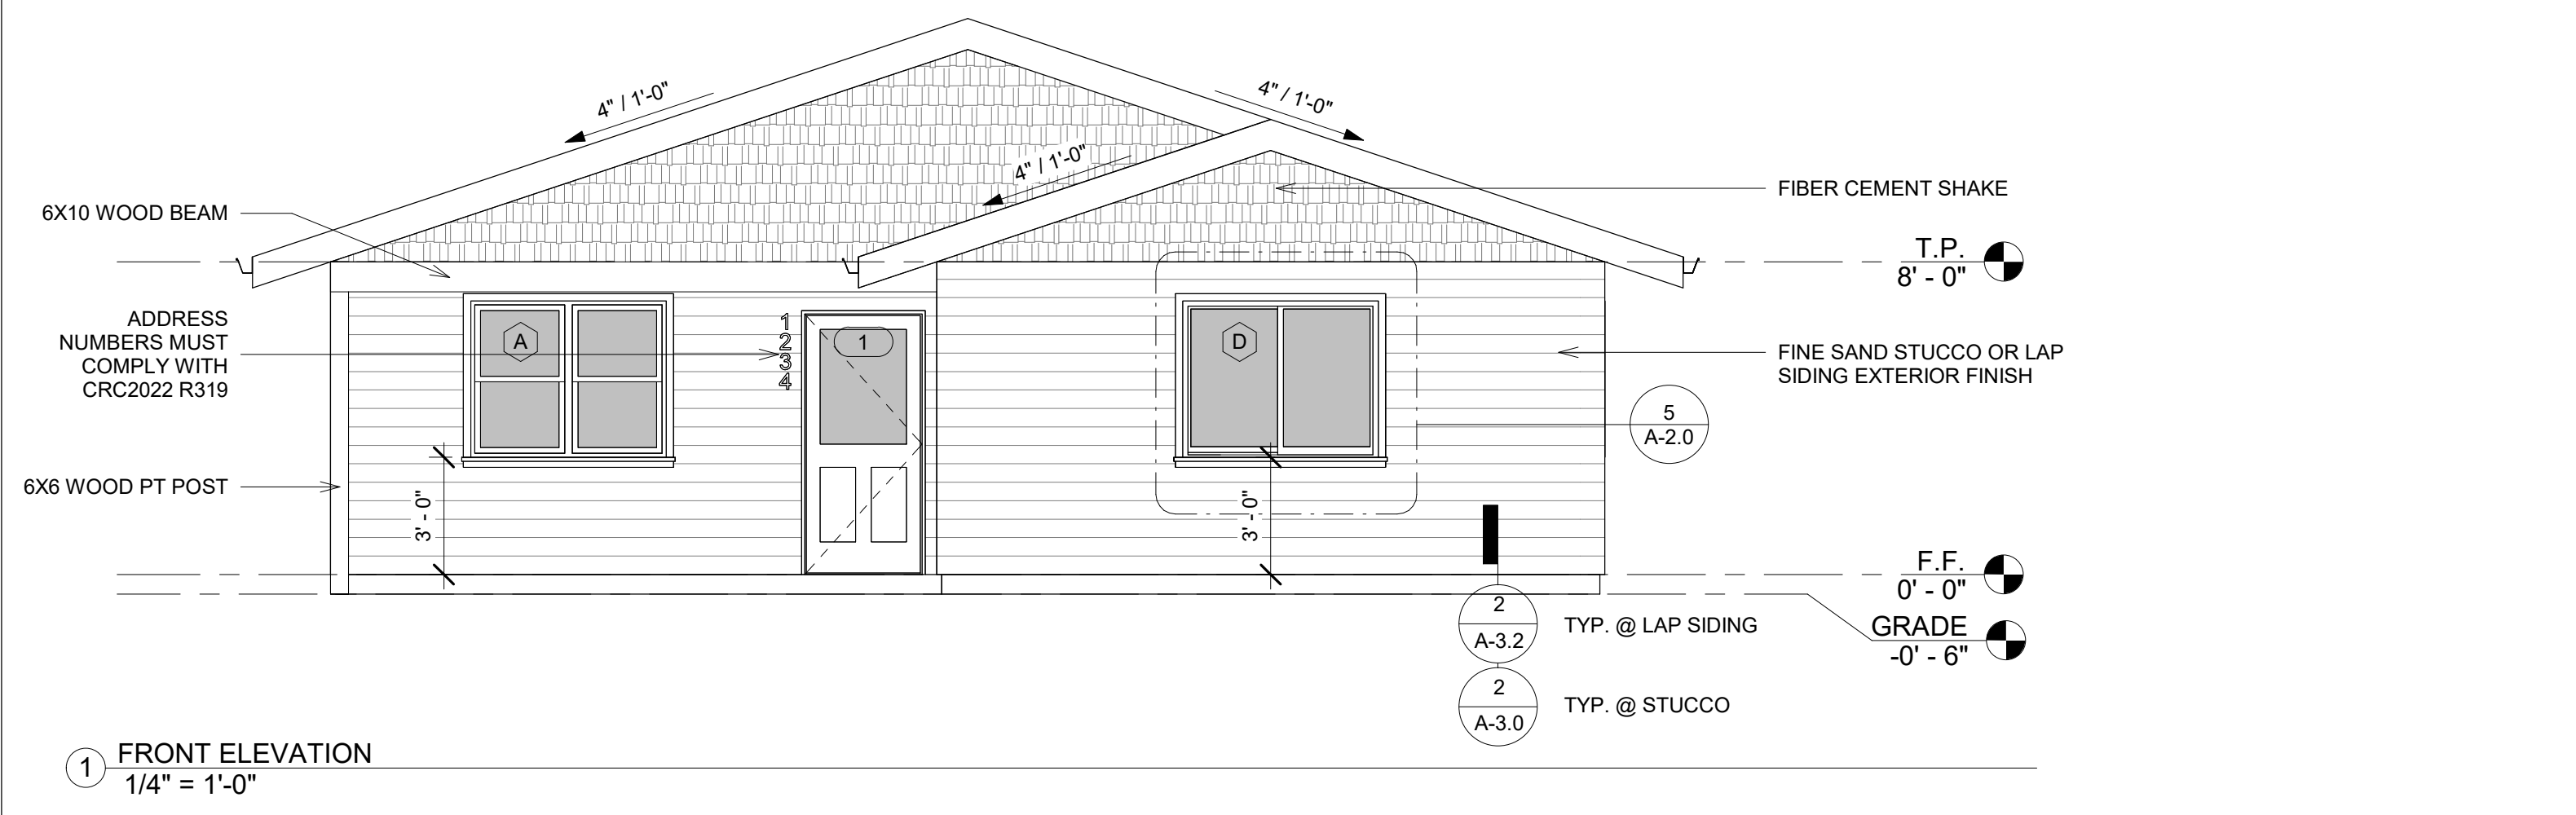 4" / 1'-0"
4" / 1'-0"
4" / 1'-0"
6X10 WOOD BEAM
FIBER CEMENT SHAKE
T.P.
8' - 0"
ADDRESS
NUMBERS MUST
COMPLY WITH
CRC2022 R319
1
2
3
4
A
1
D
FINE SAND STUCCO OR LAP
SIDING EXTERIOR FINISH
5
A-2.0
6X6 WOOD PT POST
3' - 0"
3' - 0"
F.F.
0' - 0"
GRADE
-0' - 6"
2
A-3.2
TYP. @ LAP SIDING
2
A-3.0
TYP. @ STUCCO
1
FRONT ELEVATION
1/4" = 1'-0"